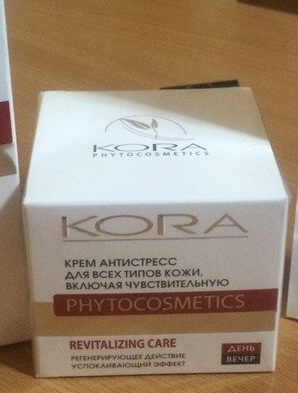 KORA
PHYTOCOSMETICS
KORA
КРЕМ АНТИСТРЕСС
ДЛЯ ВСЕХ ТИПОВ КОЖИ,
ВКЛЮЧАЯ ЧУВСТВИТЕЛЬНУЮ
PHYTOCOSMETICS
REVITALIZING CARE
РЕГЕНЕРИРУЮЩЕЕ ДЕЙСТВИЕ
УСПОКАИВАЮЩИЙ ЭФФЕКТ
ДЕНЬ
ВЕЧЕР